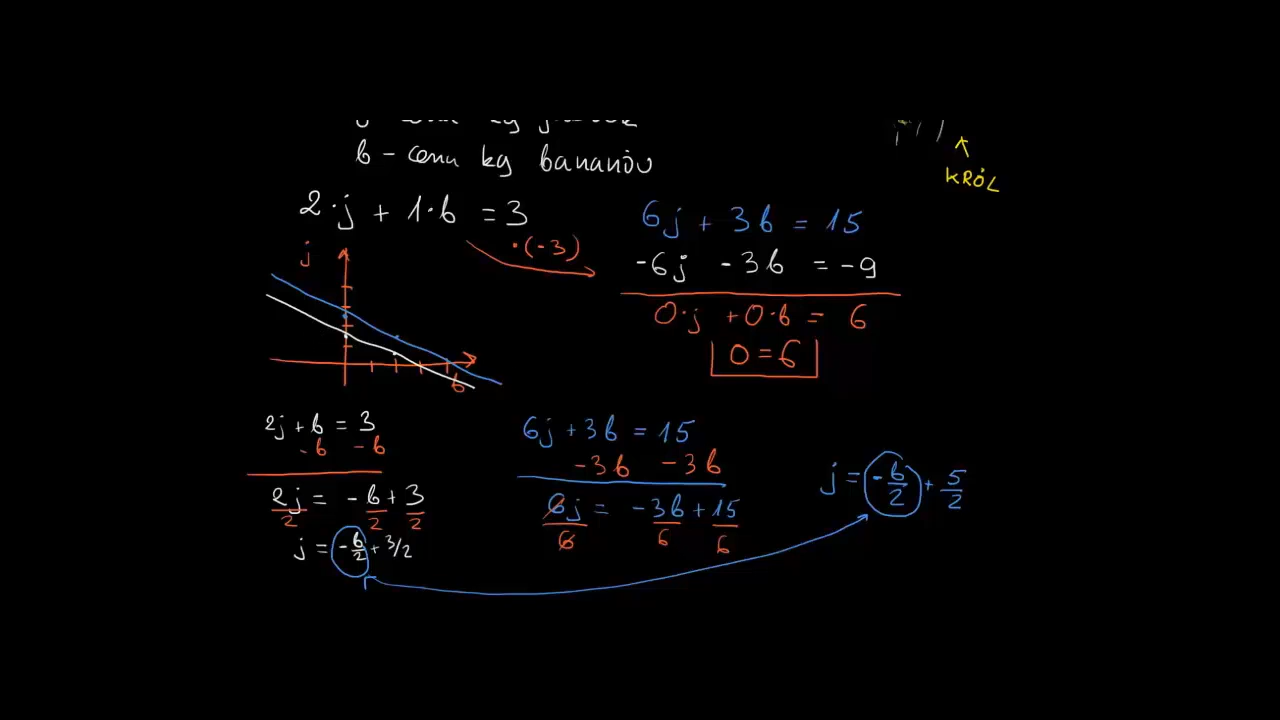 b - cena kg bananów
KRÓL
2·j + 1·b = 3
·(-3)
6j + 3b = 15
-6j - 3b = -9
0·j + 0·b = 6
0 = 6
j
b
2j + b = 3
-b -b
2j = -b + 3
2 2 2
j = -b/2 + 3/2
6j + 3b = 15
-3b -3b
6j = -3b + 15
6 6 6
j = -b/2 + 5/2